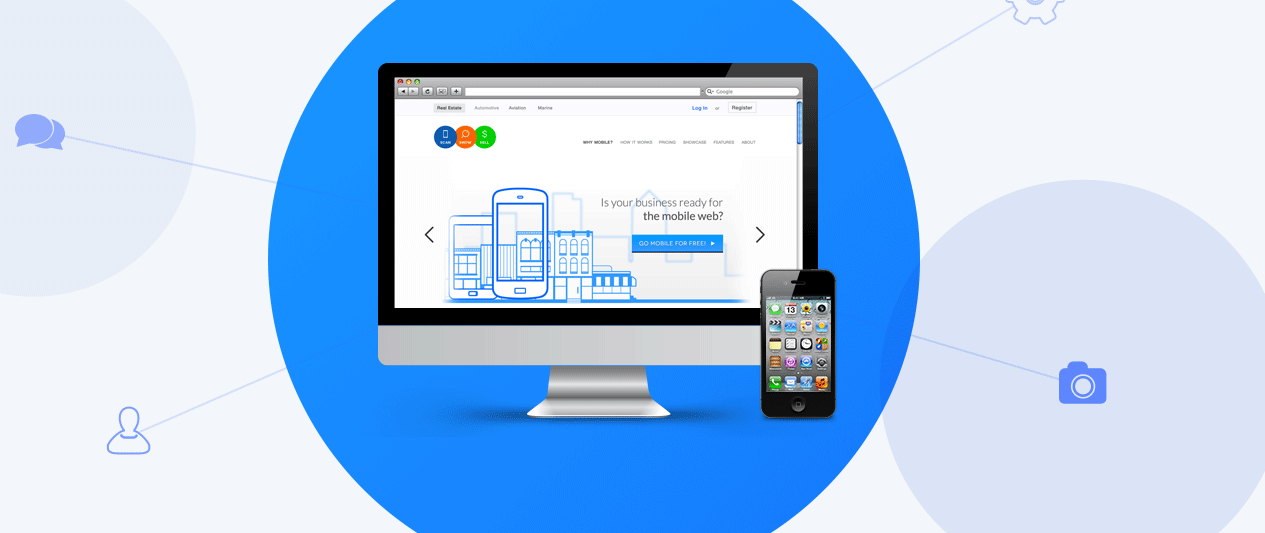 Google
Real Estate Automotive Aviation Marine Log In or Register
SCAN SHOW SELL
WHY MOBILE? HOW IT WORKS PRICING SHOWCASE FEATURES ABOUT
Is your business ready for
the mobile web?
GO MOBILE FOR FREE!
13